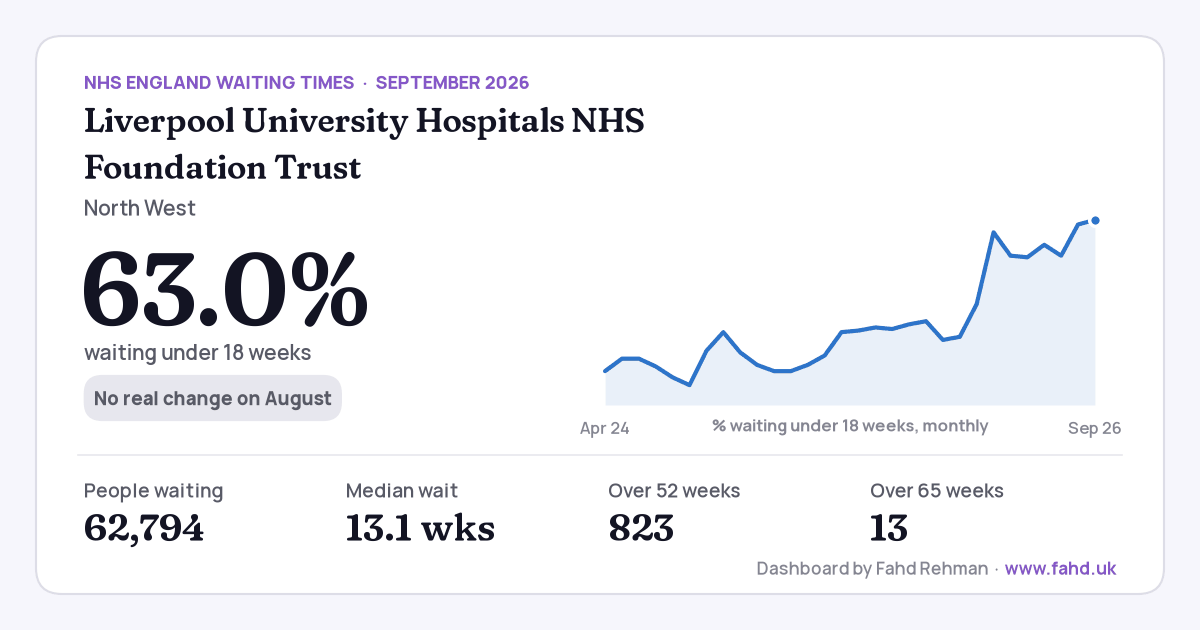 NHS ENGLAND WAITING TIMES · SEPTEMBER 2026
Liverpool University Hospitals NHS
Foundation Trust
North West
63.0%
waiting under 18 weeks
No real change on August
Apr 24
% waiting under 18 weeks, monthly
Sep 26
People waiting
62,794
Median wait
13.1 wks
Over 52 weeks
823
Over 65 weeks
13
Dashboard by Fahd Rehman · www.fahd.uk